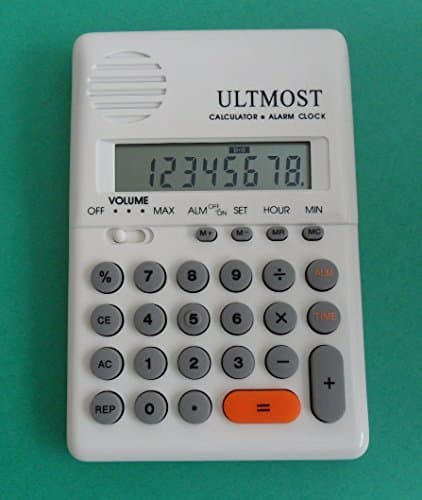 ULTMOST
CALCULATOR ■ ALARM CLOCK
12345678.
VOLUME
OFF • • • MAX ALM OFF ON SET HOUR MIN
M+ M- MR MC
% 7 8 9 ÷ ALM
CE 4 5 6 × TIME
AC 1 2 3 − +
REP 0 • =